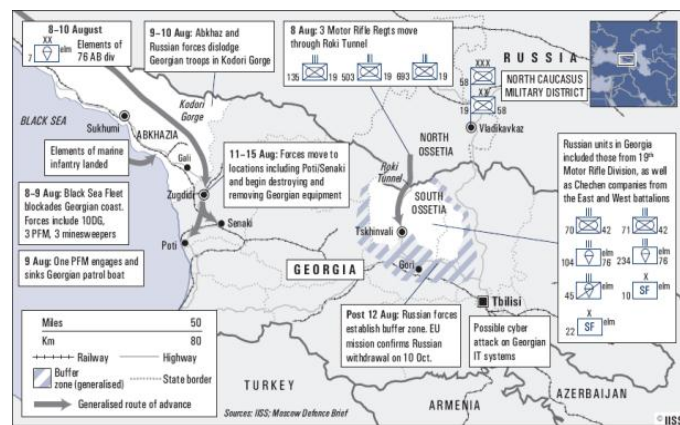 8–10 August
XX
7
elm
Elements of
76 AB div
9–10 Aug: Abkhaz and
Russian forces dislodge
Georgian troops in Kodori Gorge
8 Aug: 3 Motor Rifle Regts move
through Roki Tunnel
135
19
503
19
693
19
XXX
58
RUSSIA
NORTH CAUCASUS
MILITARY DISTRICT
XX
19
58
Vladikavkaz
BLACK SEA
Kodori
Gorge
Sukhumi
ABKHAZIA
NORTH
OSSETIA
Elements of marine
infantry landed
Gali
11–15 Aug: Forces move to
locations including Poti/Senaki
and begin destroying and
removing Georgian equipment
Roki
Tunnel
Russian units in Georgia
included those from 19th
Motor Rifle Division, as well
as Chechen companies from
the East and West battalions
8–9 Aug: Black Sea Fleet
blockades Georgian coast.
Forces include 1ODG,
3 PFM, 3 minesweepers
Zugdidi
SOUTH
OSSETIA
70
42
71
42
Senaki
Tskhinvali
104
elm
76
234
elm
76
Poti
9 Aug: One PFM engages and
sinks Georgian patrol boat
GEORGIA
Gori
45
elm
X
10
SF
elm
Tbilisi
X
22
SF
elm
Miles 50
Km 80
Railway
Highway
Buffer
zone (generalised)
State border
Generalised route of advance
Post 12 Aug: Russian forces
establish buffer zone. EU
mission confirms Russian
withdrawal on 10 Oct.
Possible cyber
attack on Georgian
IT systems
TURKEY
ARMENIA
AZERBAIJAN
Sources: IISS; Moscow Defence Brief
© IISS